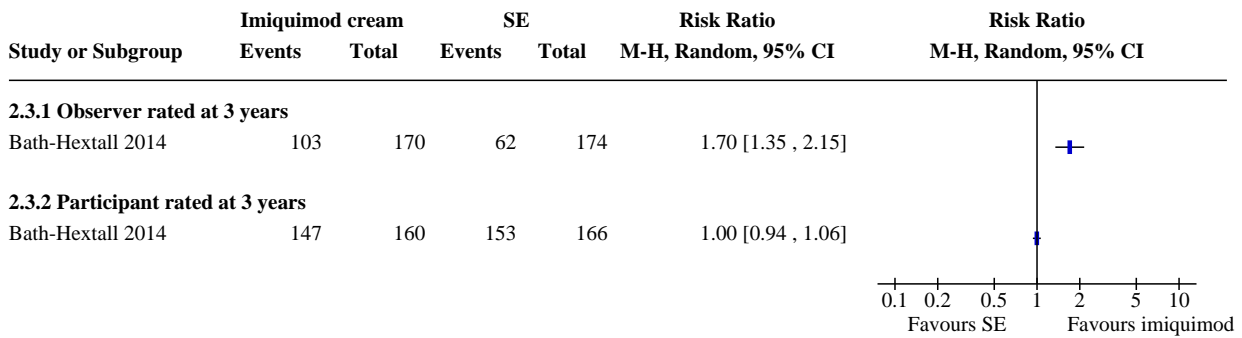 Imiquimod cream SE Risk Ratio Risk Ratio
Study or Subgroup Events Total Events Total M-H, Random, 95% CI M-H, Random, 95% CI
2.3.1 Observer rated at 3 years
Bath-Hextall 2014 103 170 62 174 1.70 [1.35 , 2.15]
2.3.2 Participant rated at 3 years
Bath-Hextall 2014 147 160 153 166 1.00 [0.94 , 1.06]
0.1 0.2 0.5 1 2 5 10
Favours SE Favours imiquimod